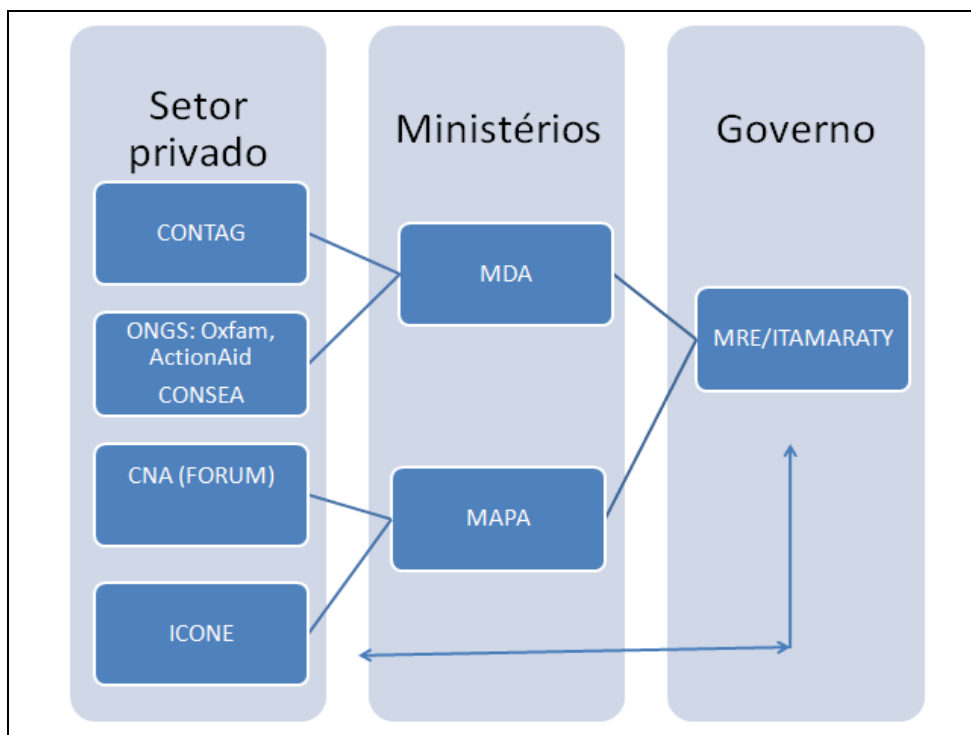 Setor
privado
CONTAG
ONGS: Oxfam,
ActionAid
CONSEA
CNA (FORUM)
ICONE
Ministérios
MDA
MAPA
Governo
MRE/ITAMARATY